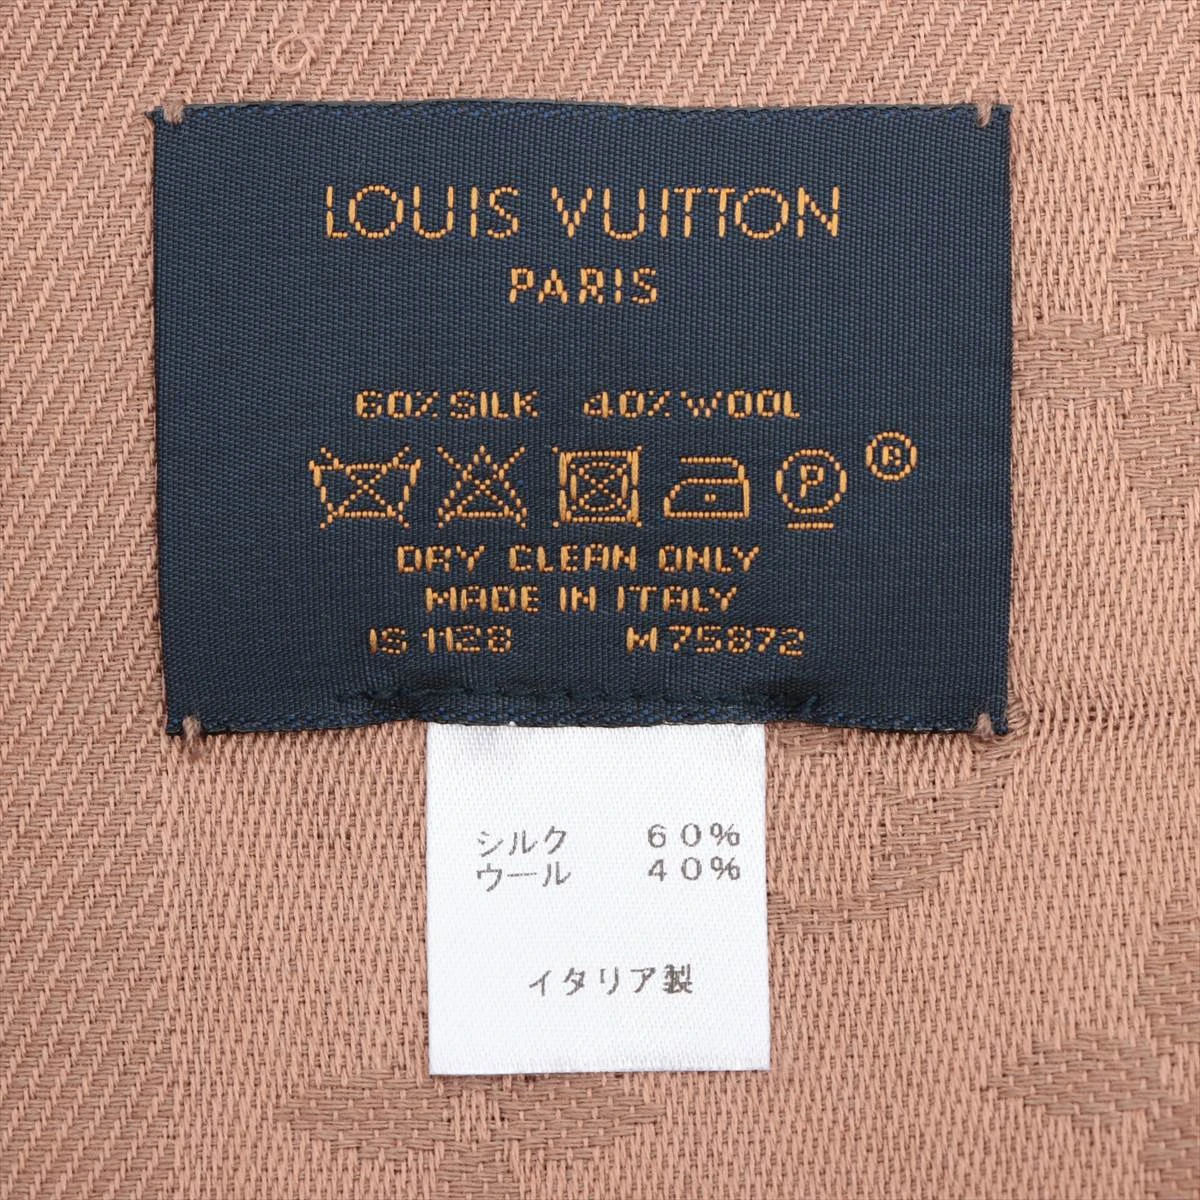 LOUIS VUITTON
PARIS
60% SILK 40% WOOL
P ®
DRY CLEAN ONLY
MADE IN ITALY
IS 1128 M75872
シルク 60%
ウール 40%
イタリア製